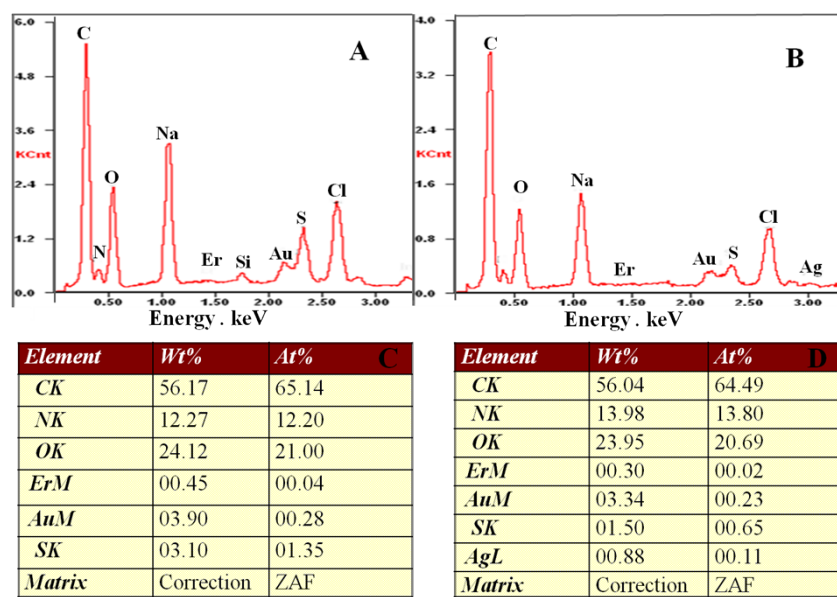 A
6.0
4.8
3.6
KCnt
2.4
1.2
0.0
C
N
O
Na
Er
Si
Au
S
Cl
0.50 1.00 1.50 2.00 2.50 3.00
Energy . keV
B
4.0
3.2
2.4
KCnt
1.6
0.8
0.0
C
O
Na
Er
Au
S
Cl
Ag
0.50 1.00 1.50 2.00 2.50 3.00
Energy . keV
Element Wt% At% C
CK 56.17 65.14
NK 12.27 12.20
OK 24.12 21.00
ErM 00.45 00.04
AuM 03.90 00.28
SK 03.10 01.35
Matrix Correction ZAF
Element Wt% At% D
CK 56.04 64.49
NK 13.98 13.80
OK 23.95 20.69
ErM 00.30 00.02
AuM 03.34 00.23
SK 01.50 00.65
AgL 00.88 00.11
Matrix Correction ZAF